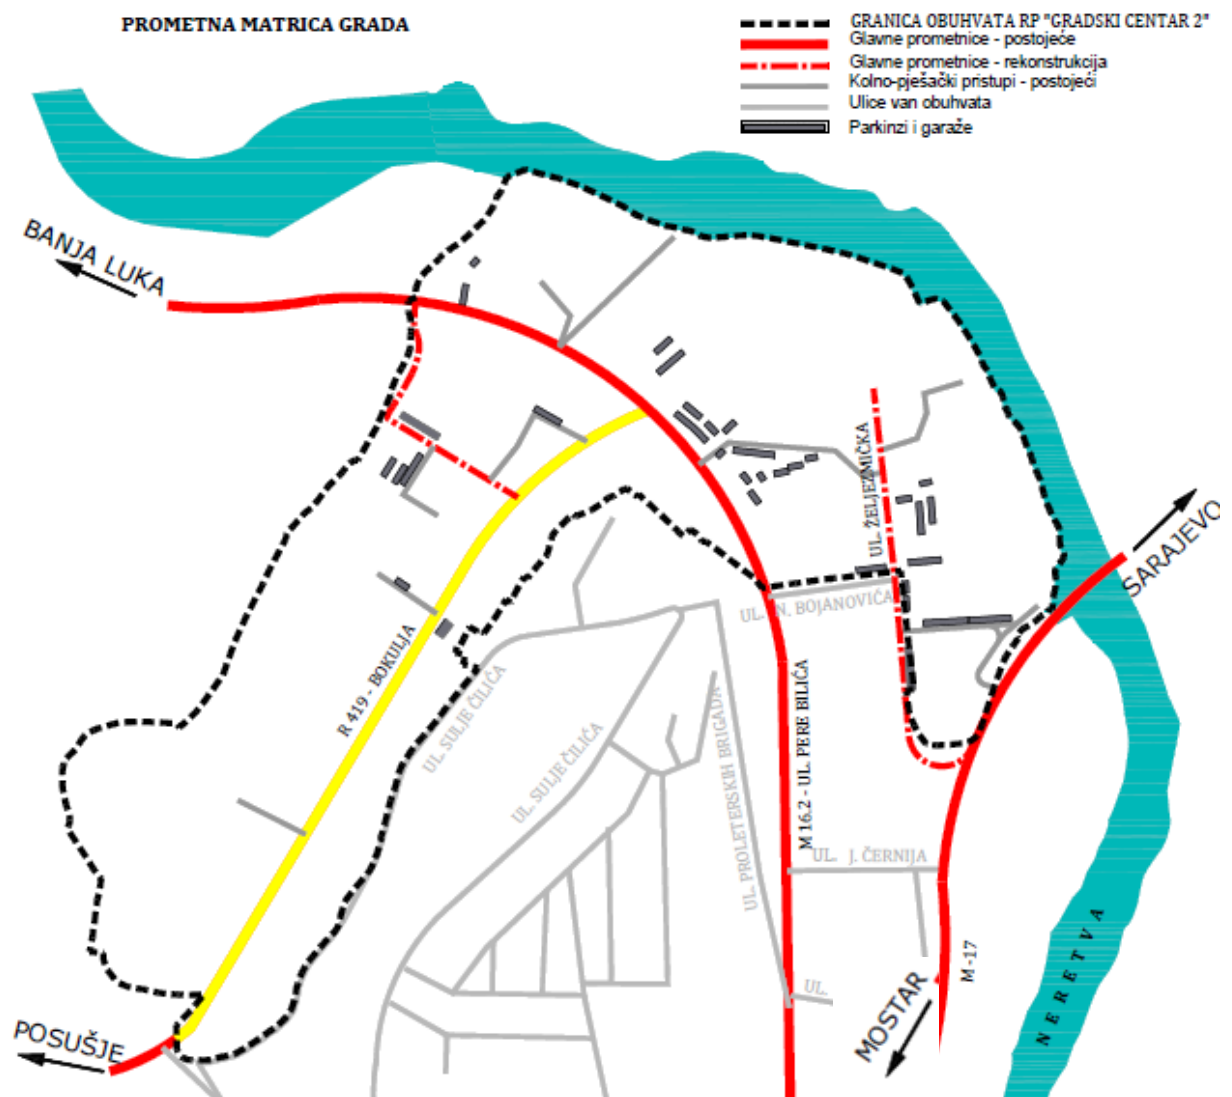 PROMETNA MATRICA GRADA
GRANICA OBUHVATA RP "GRADSKI CENTAR 2"
Glavne prometnice - postojeće
Glavne prometnice - rekonstrukcija
Kolno-pješački pristupi - postojeći
Ulice van obuhvata
Parkinzi i garaže
BANJA LUKA
UL. ŽELJEZNIČKA
SARAJEVO
UL. N. BOJANOVIĆA
R 419 - BOKULJA
UL. SULJE ČILIĆA
UL. SULJE ČILIĆA
UL. PROLETERSKIH BRIGADA
M 16.2 - UL. PERE BILIĆA
UL. J. ČERNIJA
M -17
UL.
NERETVA
MOSTAR
POSUŠJE